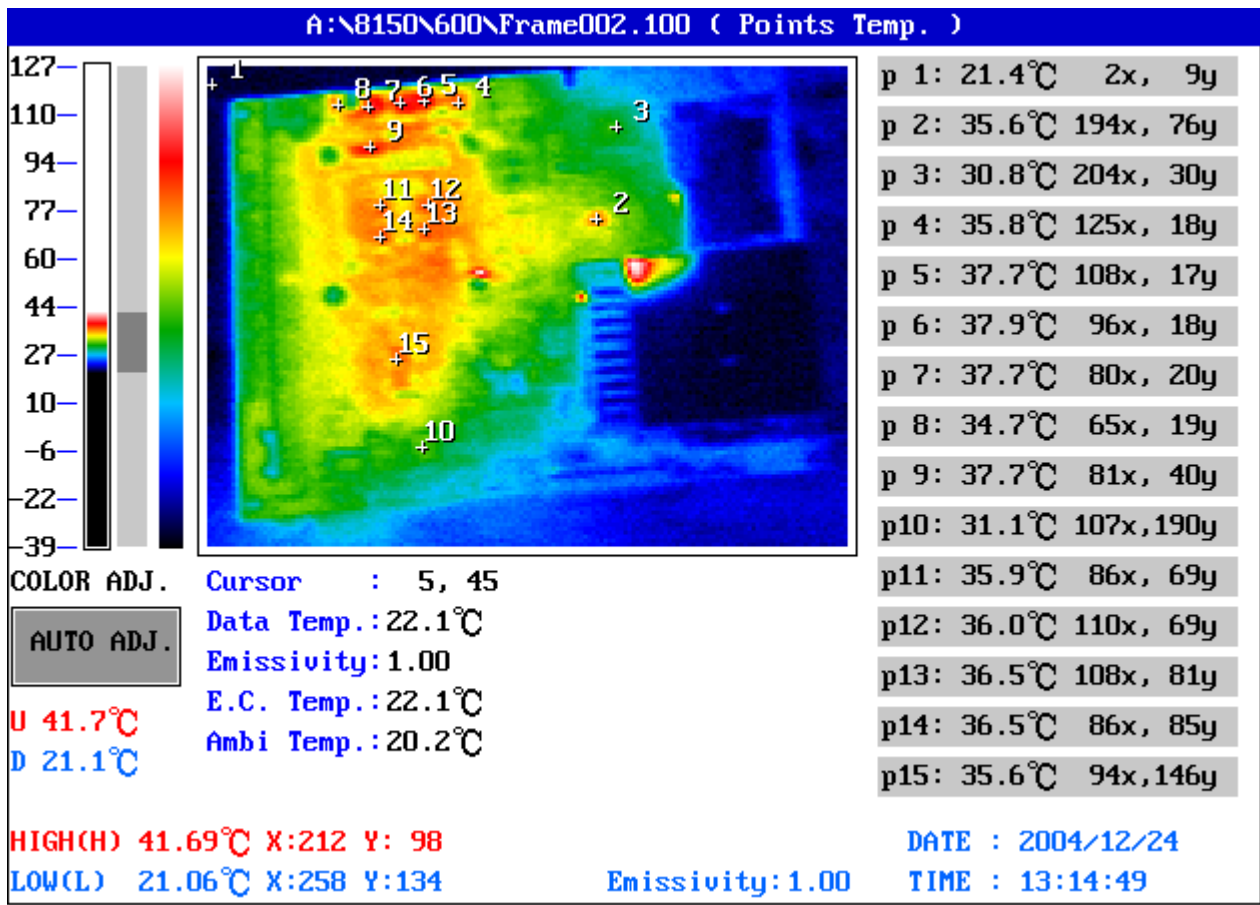 A:\8150\600\Frame002.100 ( Points Temp. )
127
110
94
77
60
44
27
10
-6
-22
-39
1
8 7 6 5 4
3
9
11 12
2
14 13
15
10
p 1: 21.4℃ 2x, 9y
p 2: 35.6℃ 194x, 76y
p 3: 30.8℃ 204x, 30y
p 4: 35.8℃ 125x, 18y
p 5: 37.7℃ 108x, 17y
p 6: 37.9℃ 96x, 18y
p 7: 37.7℃ 80x, 20y
p 8: 34.7℃ 65x, 19y
p 9: 37.7℃ 81x, 40y
p10: 31.1℃ 107x,190y
p11: 35.9℃ 86x, 69y
p12: 36.0℃ 110x, 69y
p13: 36.5℃ 108x, 81y
p14: 36.5℃ 86x, 85y
p15: 35.6℃ 94x,146y
COLOR ADJ.
AUTO ADJ.
U 41.7℃
D 21.1℃
Cursor : 5, 45
Data Temp.:22.1℃
Emissivity:1.00
E.C. Temp.:22.1℃
Ambi Temp.:20.2℃
HIGH(H) 41.69℃ X:212 Y: 98
LOW(L) 21.06℃ X:258 Y:134
Emissivity:1.00
DATE : 2004/12/24
TIME : 13:14:49